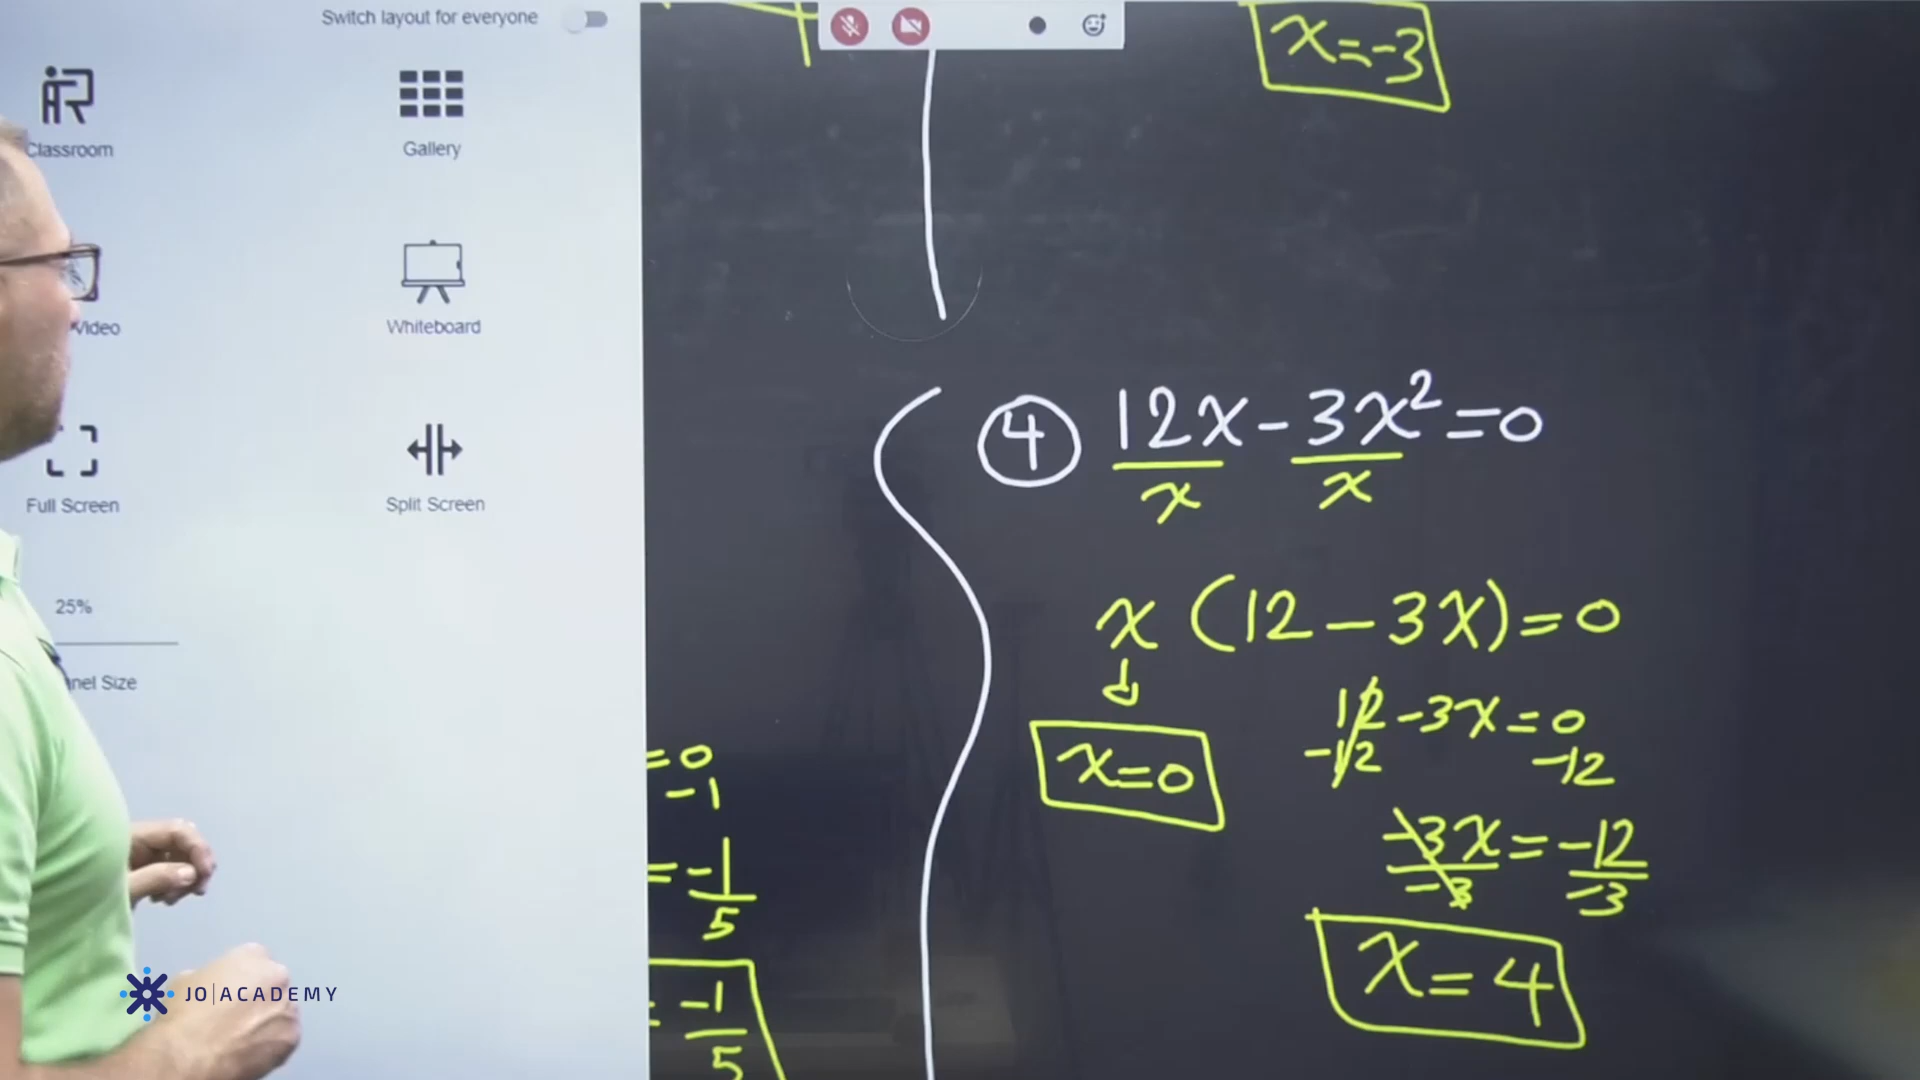 Switch layout for everyone
Classroom
Gallery
Video
Whiteboard
Full Screen
Split Screen
25%
Size
JO|ACADEMY
x=-3
=0
-1
= -1/5
-1/5
④ 12x - 3x² = 0
x x
x (12 - 3x) = 0
x=0
12 - 3x = 0
-12 -12
-3x = -12
-3 -3
x = 4